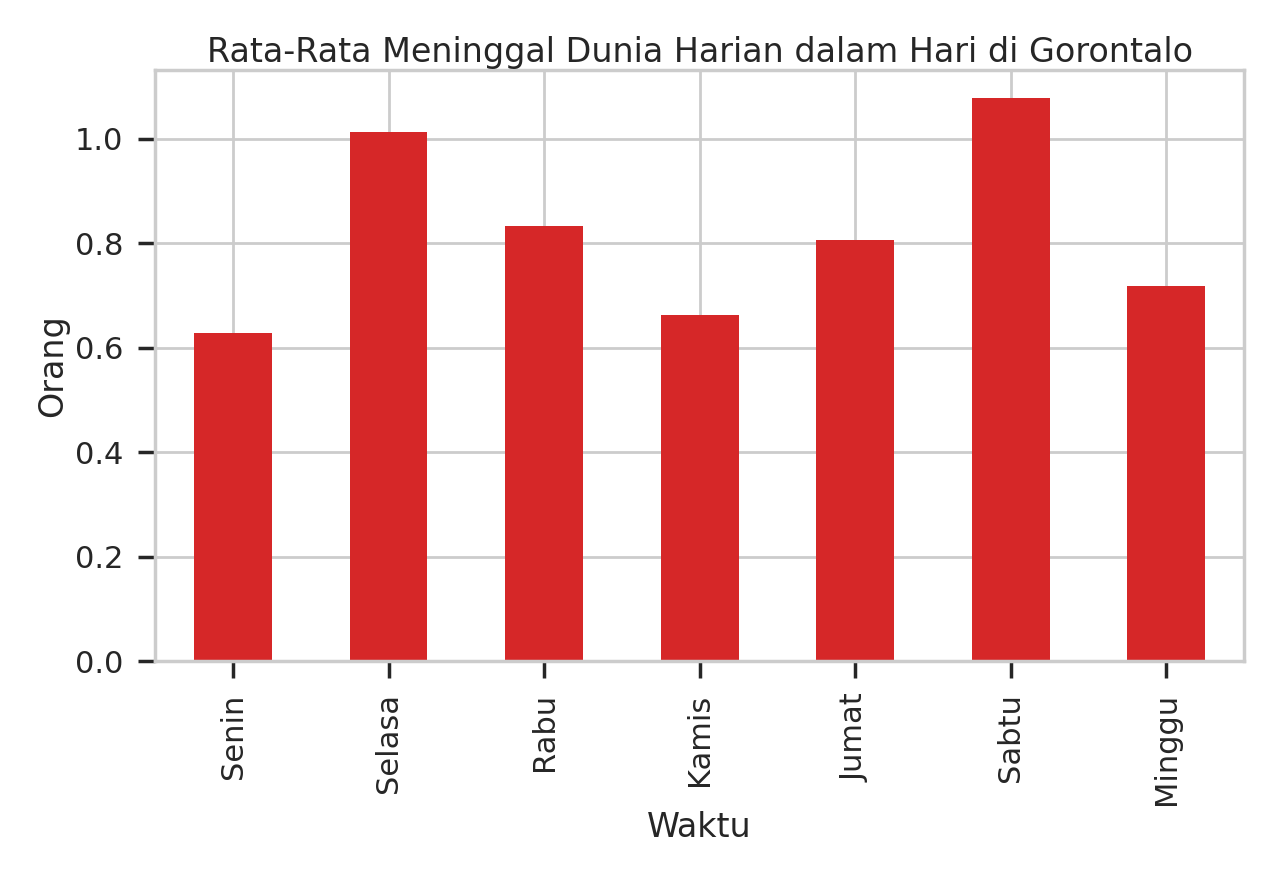 Rata-Rata Meninggal Dunia Harian dalam Hari di Gorontalo
Orang
1.0
0.8
0.6
0.4
0.2
0.0
Senin
Selasa
Rabu
Kamis
Jumat
Sabtu
Minggu
Waktu